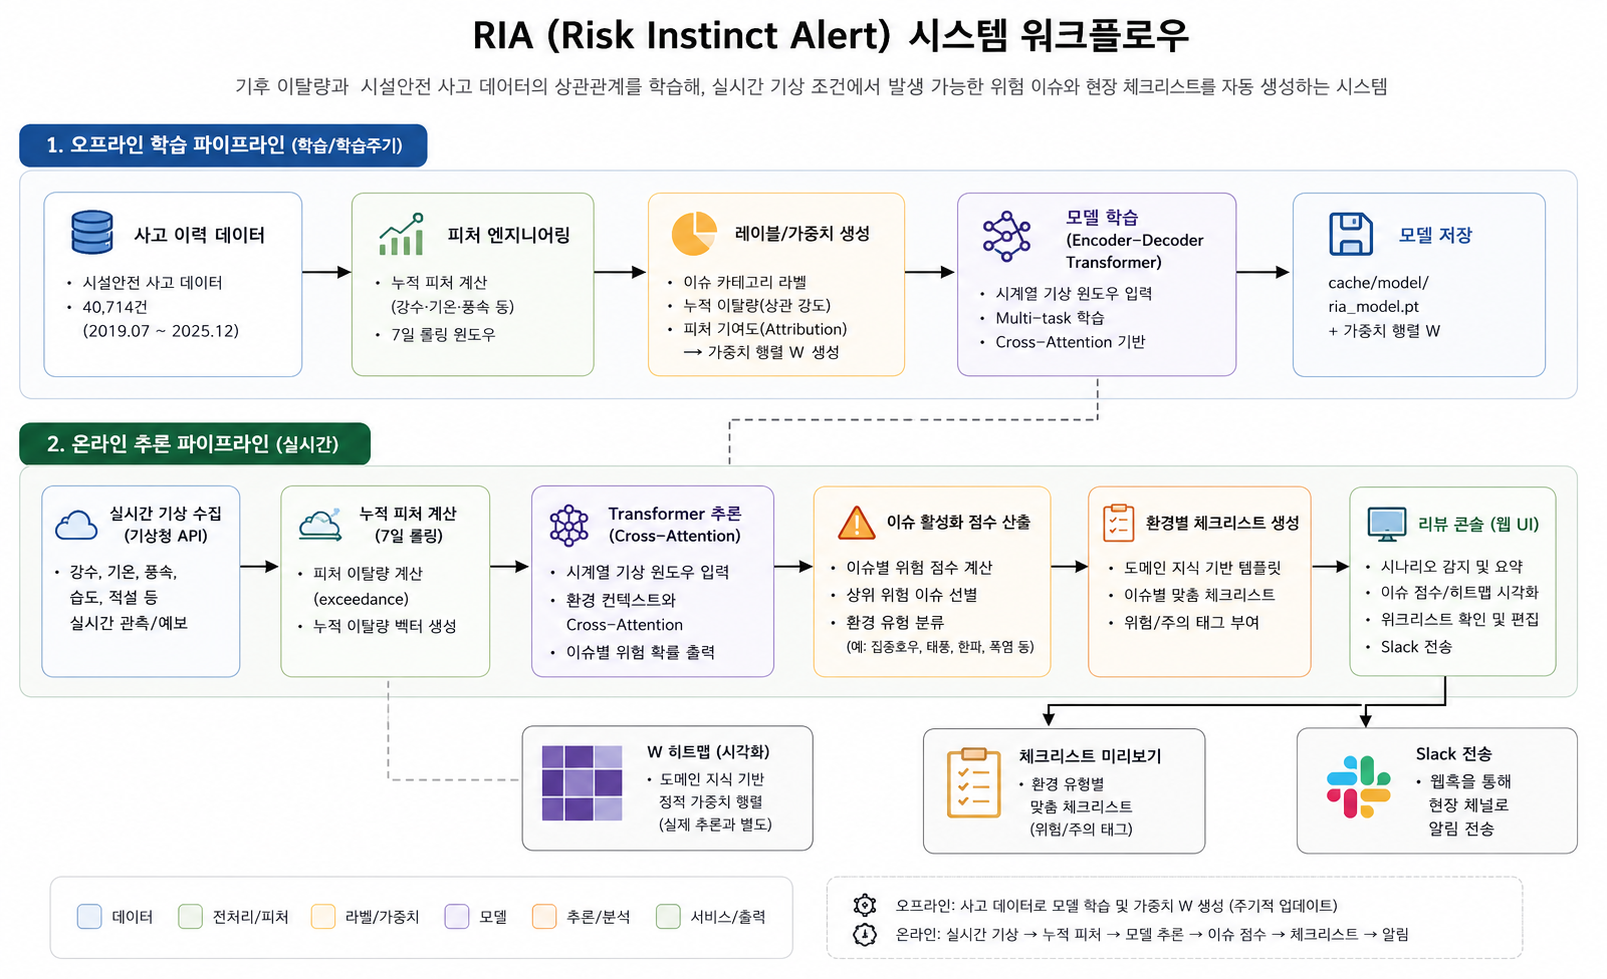 RIA (Risk Instinct Alert) 시스템 워크플로우
기후 이탈량과 시설안전 사고 데이터의 상관관계를 학습해, 실시간 기상 조건에서 발생 가능한 위험 이슈와 현장 체크리스트를 자동 생성하는 시스템
1. 오프라인 학습 파이프라인 (학습/학습주기)
사고 이력 데이터
• 시설안전 사고 데이터
• 40,714건
(2019.07 ~ 2025.12)
피처 엔지니어링
• 누적 피처 계산
(강수·기온·풍속 등)
• 7일 롤링 윈도우
레이블/가중치 생성
• 이슈 카테고리 라벨
• 누적 이탈량(상관 강도)
• 피처 기여도(Attribution)
→ 가중치 행렬 W 생성
모델 학습
(Encoder-Decoder
Transformer)
• 시계열 기상 윈도우 입력
• Multi-task 학습
• Cross-Attention 기반
모델 저장
cache/model/
ria_model.pt
+ 가중치 행렬 W
2. 온라인 추론 파이프라인 (실시간)
실시간 기상 수집
(기상청 API)
• 강수, 기온, 풍속,
습도, 적설 등
실시간 관측/예보
누적 피처 계산
(7일 롤링)
• 피처 이탈량 계산
(exceedance)
• 누적 이탈량 벡터 생성
Transformer 추론
(Cross-Attention)
• 시계열 기상 윈도우 입력
• 환경 컨텍스트와
Cross-Attention
• 이슈별 위험 확률 출력
이슈 활성화 점수 산출
• 이슈별 위험 점수 계산
• 상위 위험 이슈 선별
• 환경 유험 분류
(예: 집중호우, 태풍, 한파, 폭염 등)
환경별 체크리스트 생성
• 도메인 지식 기반 템플릿
• 이슈별 맞춤 체크리스트
• 위험/주의 태그 부여
리뷰 콘솔 (웹 UI)
• 시나리오 감지 및 요약
• 이슈 점수/히트맵 시각화
• 위크리스트 확인 및 편집
• Slack 전송
W 히트맵 (시각화)
• 도메인 지식 기반
정적 가중치 행렬
(실제 추론과 별도)
체크리스트 미리보기
• 환경 유형별
맞춤 체크리스트
(위험/주의 태그)
Slack 전송
• 웹훅을 통해
현장 체널로
알림 전송
데이터
전처리/피처
라벨/가중치
모델
추론/분석
서비스/출력
오프라인: 사고 데이터로 모델 학습 및 가중치 W 생성 (주기적 업데이트)
온라인: 실시간 기상 → 누적 피처 → 모델 추론 → 이슈 점수 → 체크리스트 → 알림